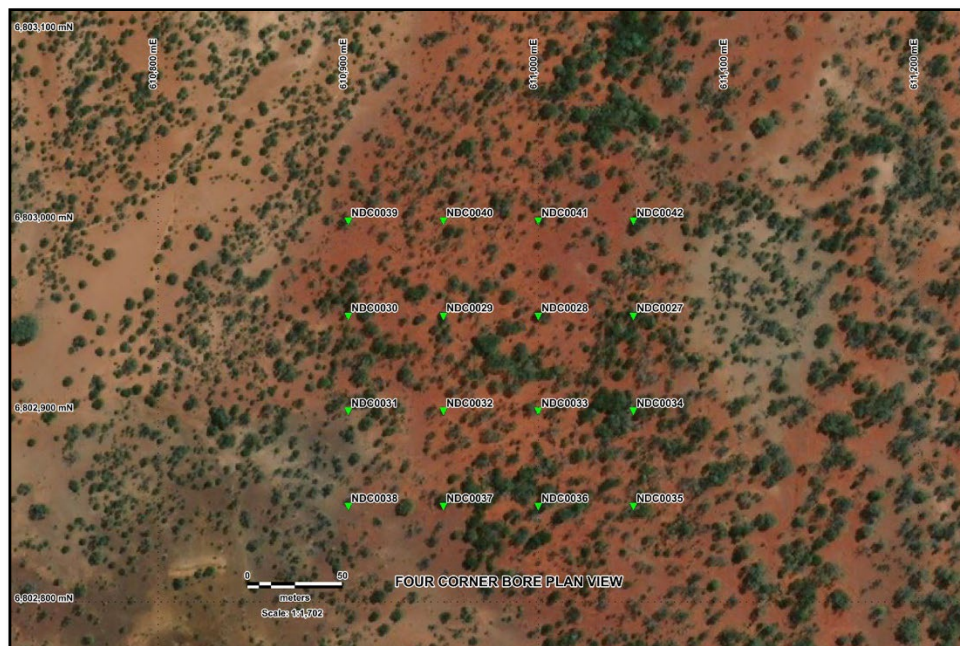 6,803,100 mN
610,800 mE
610,900 mE
611,000 mE
611,100 mE
611,200 mE
6,803,000 mN
NDC0039
NDC0040
NDC0041
NDC0042
NDC0030
NDC0029
NDC0028
NDC0027
6,802,900 mN
NDC0031
NDC0032
NDC0033
NDC0034
NDC0038
NDC0037
NDC0036
NDC0035
0 50
meters
Scale: 1:1,702
FOUR CORNER BORE PLAN VIEW
6,802,800 mN